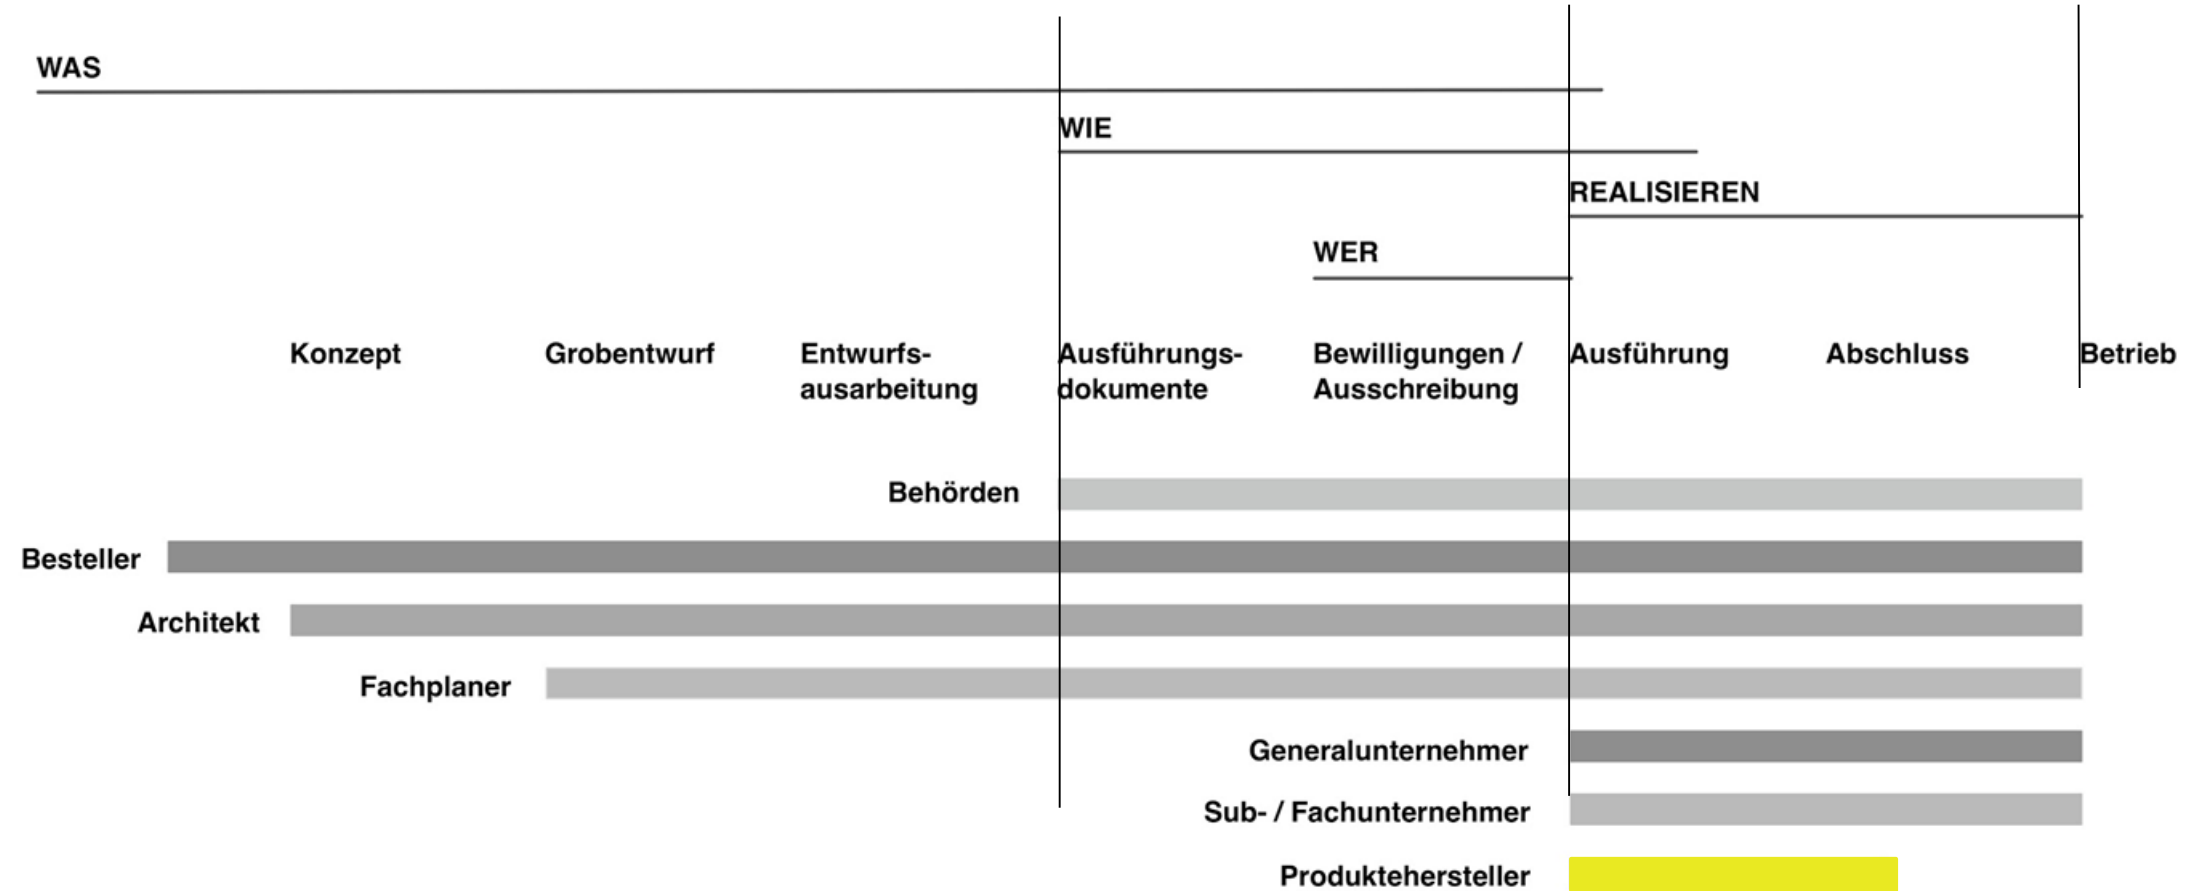 WAS
WIE
REALISIEREN
WER
Konzept
Grobentwurf
Entwurfs-
ausarbeitung
Ausführungs-
dokumente
Bewilligungen /
Ausschreibung
Ausführung
Abschluss
Betrieb
Behörden
Besteller
Architekt
Fachplaner
Generalunternehmer
Sub- / Fachunternehmer
Produktehersteller